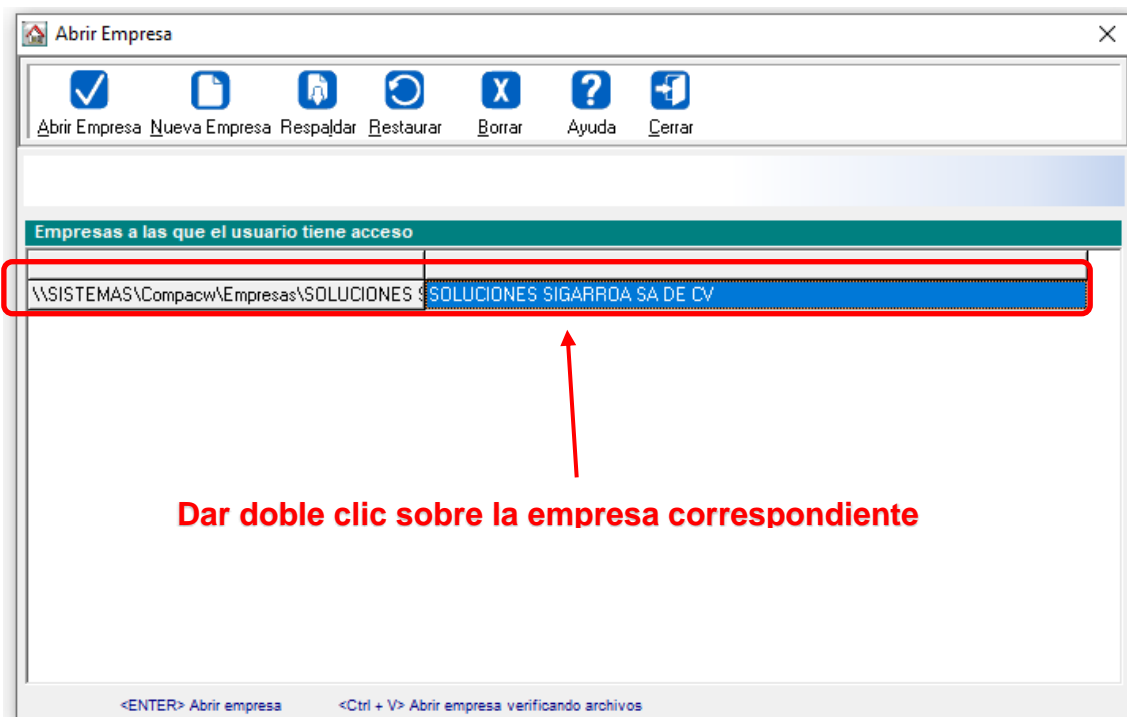 Abrir Empresa
Abrir Empresa Nueva Empresa Respaldar Restaurar Borrar Ayuda Cerrar
Empresas a las que el usuario tiene acceso
\\SISTEMAS\Compacw\Empresas\SOLUCIONES S SOLUCIONES SIGARROA SA DE CV
Dar doble clic sobre la empresa correspondiente
<ENTER> Abrir empresa <Ctrl + V> Abrir empresa verificando archivos